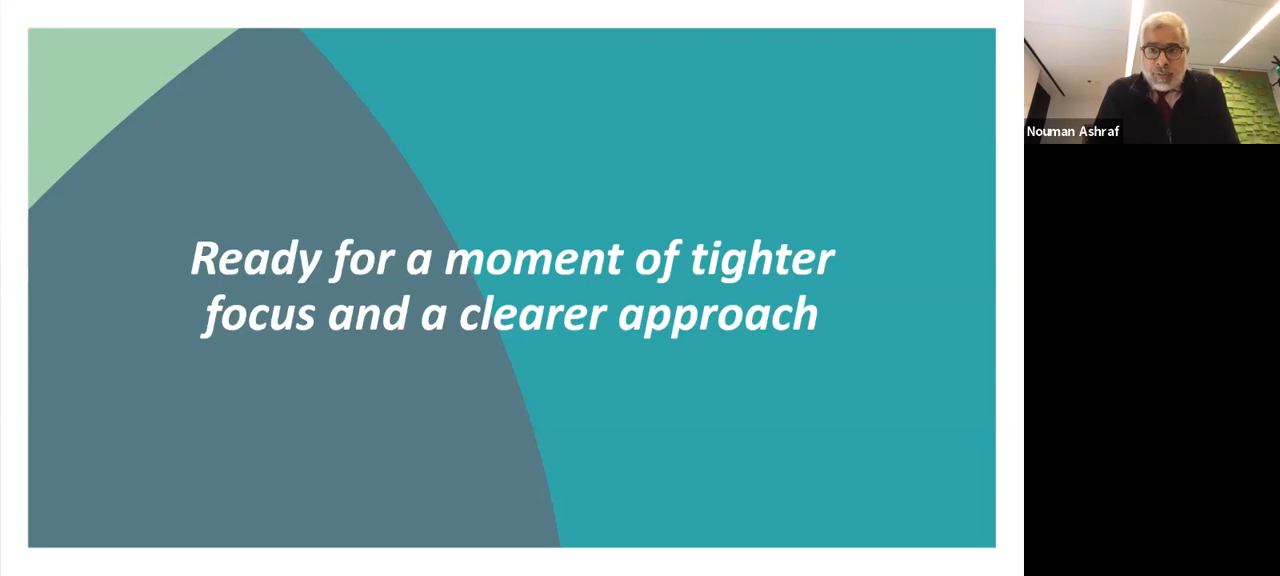 Ready for a moment of tighter
focus and a clearer approach
Nouman Ashraf